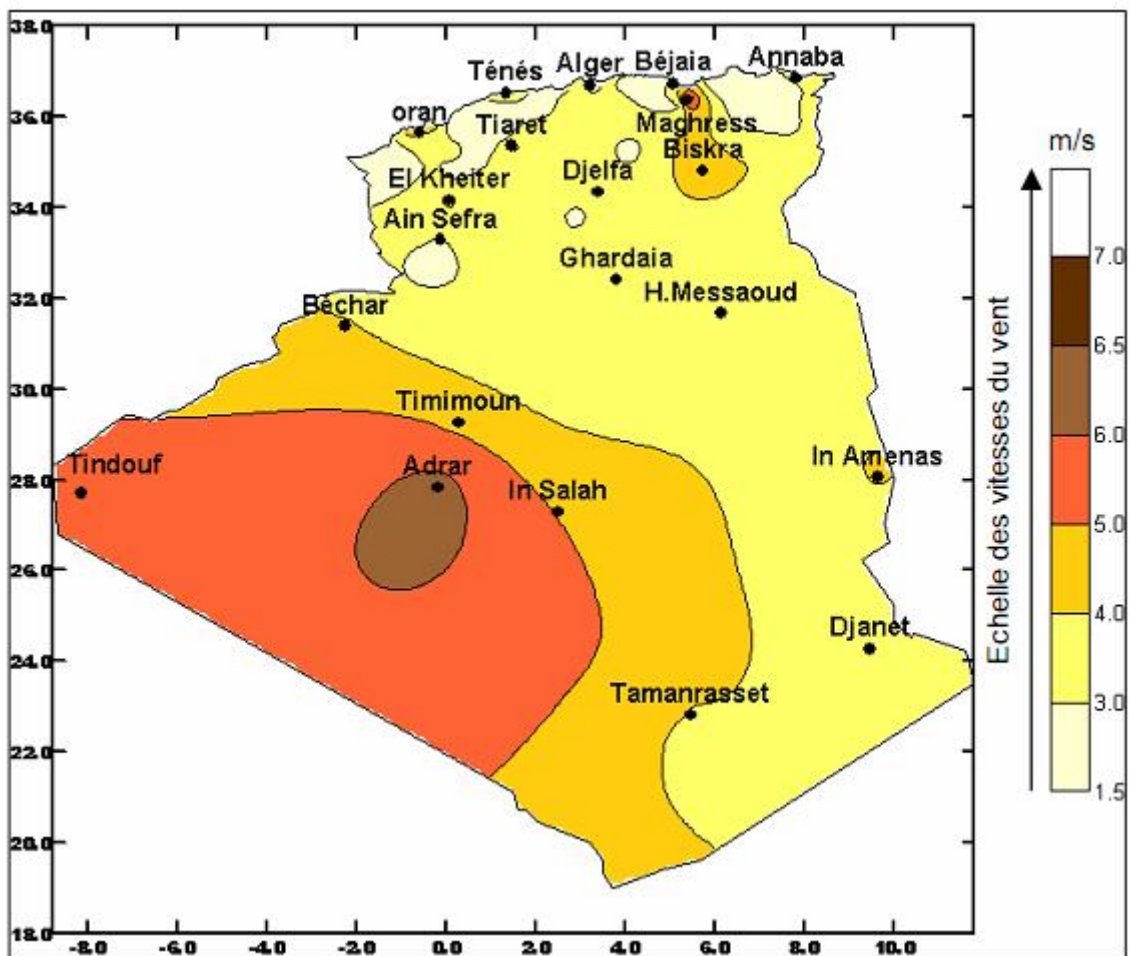 38.0
36.0
34.0
32.0
30.0
28.0
26.0
24.0
22.0
20.0
18.0
-8.0 -6.0 -4.0 -2.0 0.0 2.0 4.0 6.0 8.0 10.0
Annaba
Béjaia
Alger
Ténés
oran
Tiaret
Maghress
Biskra
El Kheiter
Djelfa
Ain Sefra
Ghardaia
H.Messaoud
Béchar
Timimoun
Tindouf
Adrar
In Salah
In Amenas
Djanet
Tamanrasset
Echelle des vitesses du vent
m/s
7.0
6.5
6.0
5.0
4.0
3.0
1.5